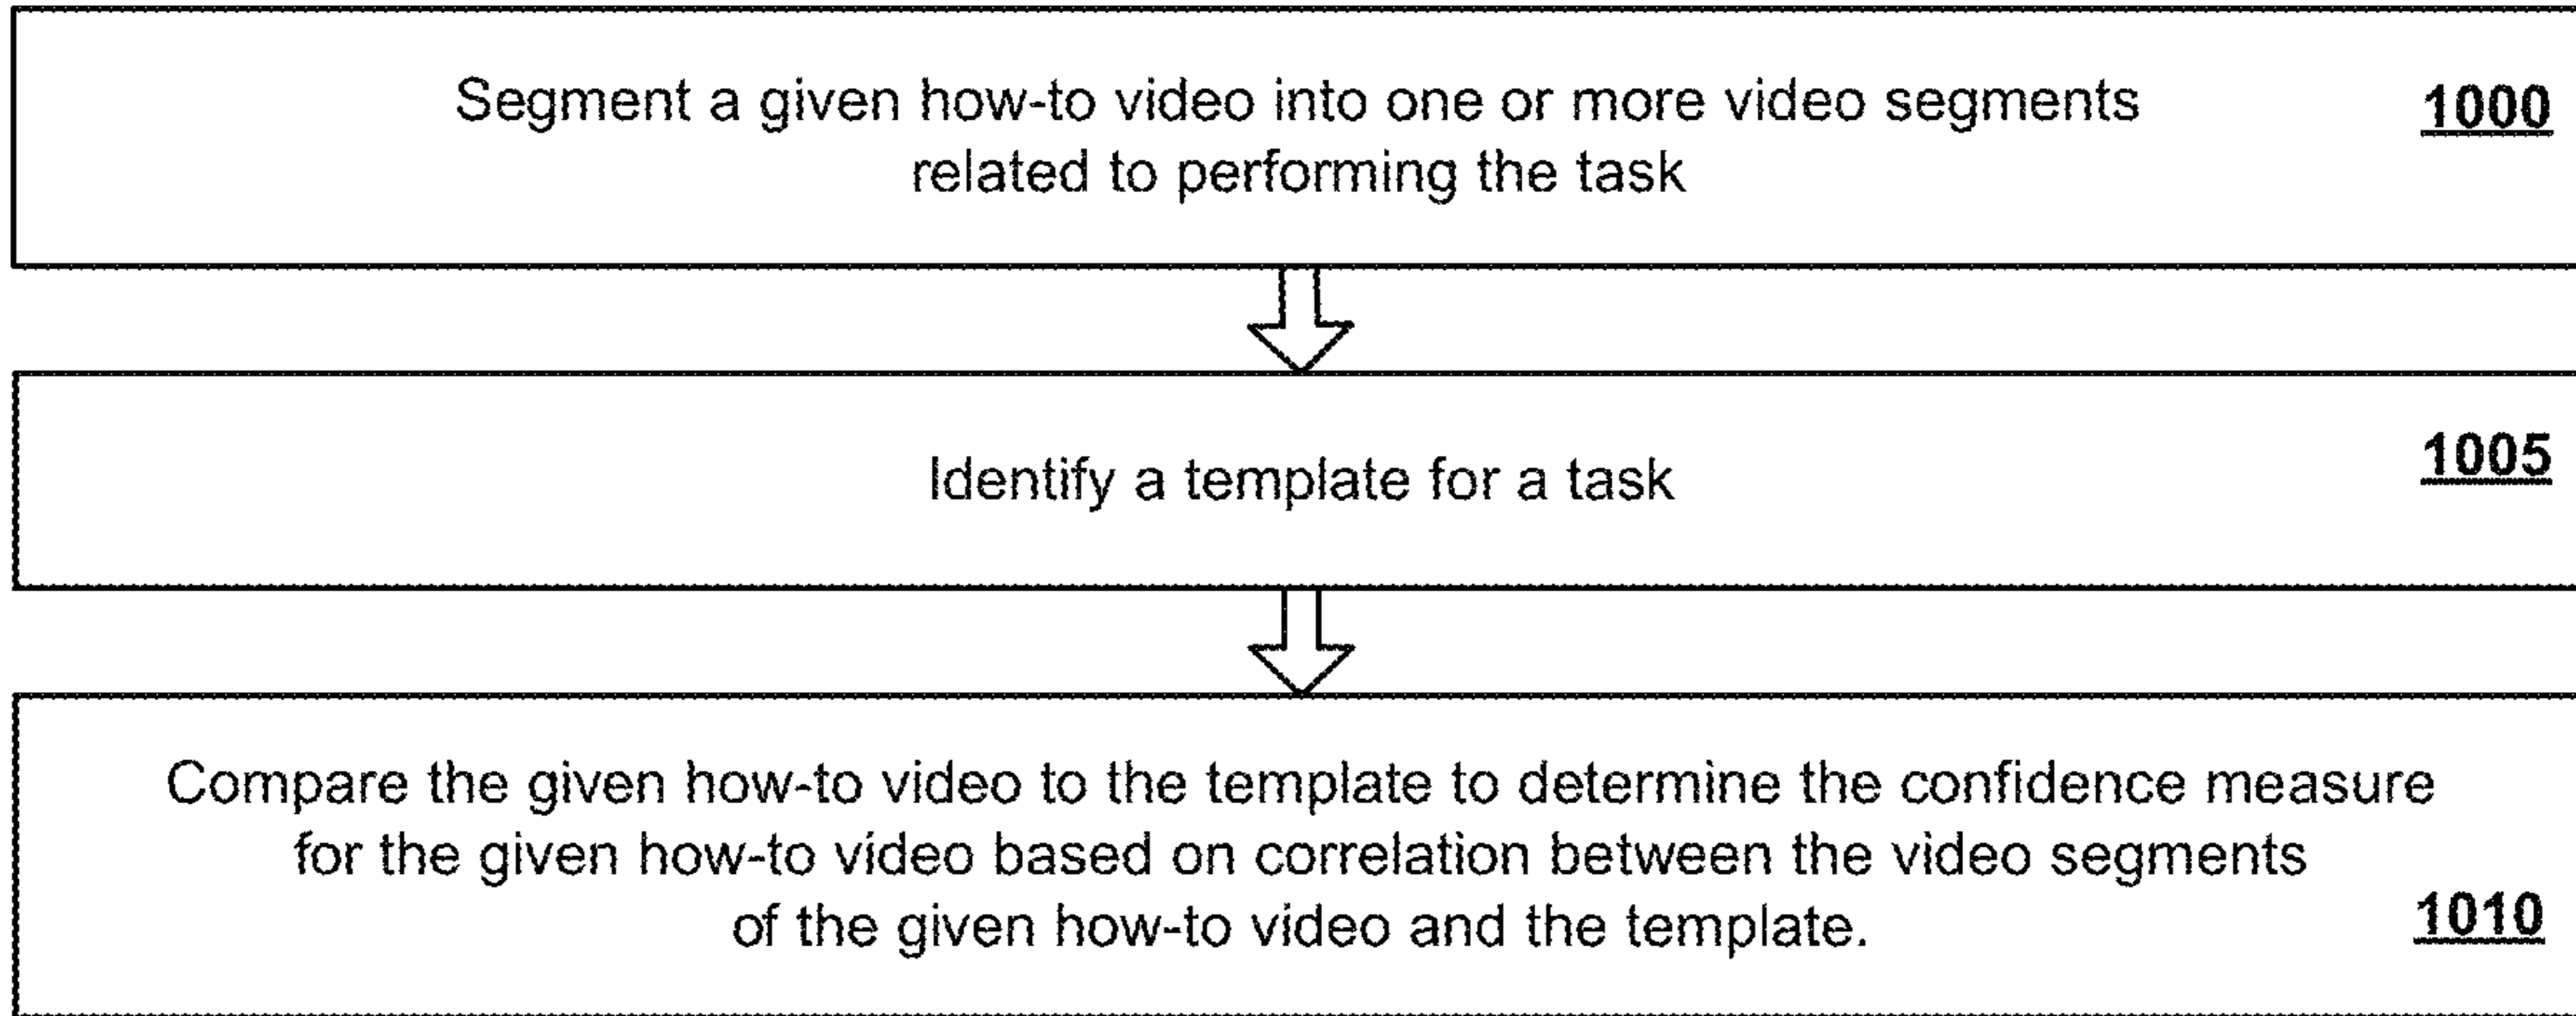 Segment a given how-to video into one or more video segments 1000
related to performing the task
Identify a template for a task 1005
Compare the given how-to video to the template to determine the confidence measure
for the given how-to video based on correlation between the video segments
of the given how-to video and the template. 1010